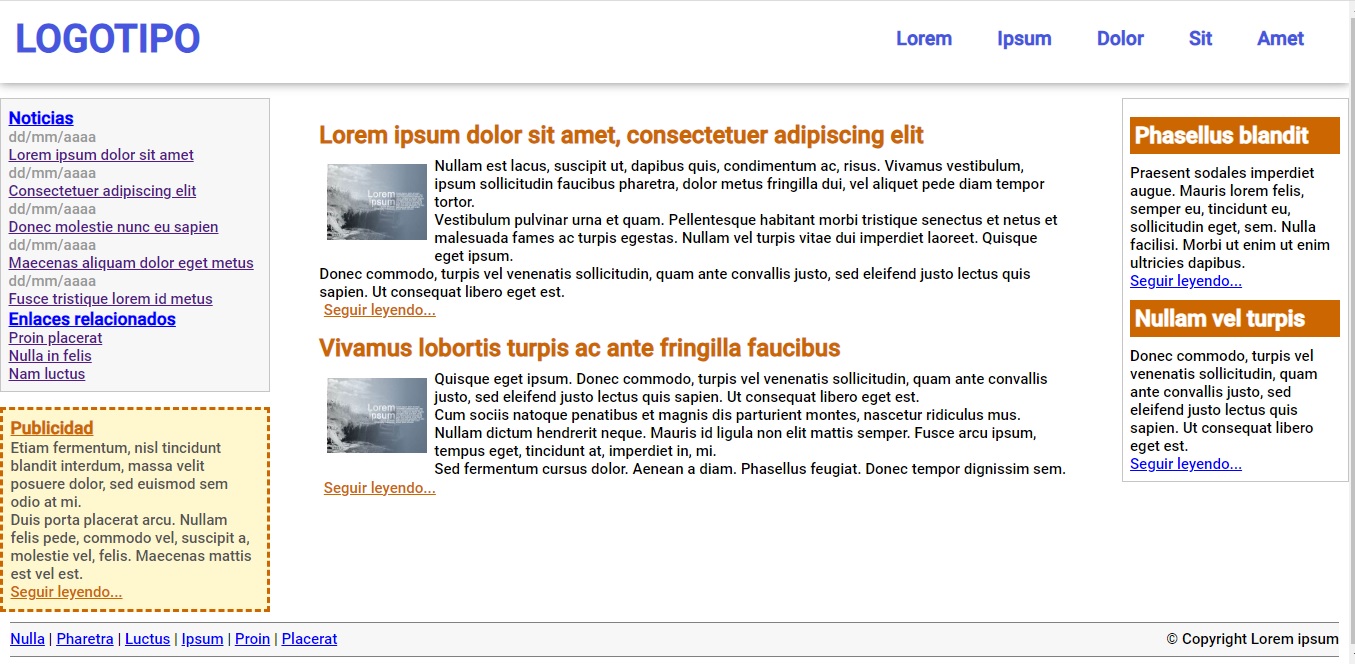 LOGOTIPO
Lorem Ipsum Dolor Sit Amet
Noticias
dd/mm/aaaa
Lorem ipsum dolor sit amet
dd/mm/aaaa
Consectetuer adipiscing elit
dd/mm/aaaa
Donec molestie nunc eu sapien
dd/mm/aaaa
Maecenas aliquam dolor eget metus
dd/mm/aaaa
Fusce tristique lorem id metus
Enlaces relacionados
Proin placerat
Nulla in felis
Nam luctus
Publicidad
Etiam fermentum, nisl tincidunt
blandit interdum, massa velit
posuere dolor, sed euismod sem
odio at mi.
Duis porta placerat arcu. Nullam
felis pede, commodo vel, suscipit a,
molestie vel, felis. Maecenas mattis
est vel est.
Seguir leyendo...
Lorem ipsum dolor sit amet, consectetuer adipiscing elit
Lorem
ipsum
Nullam est lacus, suscipit ut, dapibus quis, condimentum ac, risus. Vivamus vestibulum,
ipsum sollicitudin faucibus pharetra, dolor metus fringilla dui, vel aliquet pede diam tempor
tortor.
Vestibulum pulvinar urna et quam. Pellentesque habitant morbi tristique senectus et netus et
malesuada fames ac turpis egestas. Nullam vel turpis vitae dui imperdiet laoreet. Quisque
eget ipsum.
Donec commodo, turpis vel venenatis sollicitudin, quam ante convallis justo, sed eleifend justo lectus quis
sapien. Ut consequat libero eget est.
Seguir leyendo...
Vivamus lobortis turpis ac ante fringilla faucibus
Lorem
ipsum
Quisque eget ipsum. Donec commodo, turpis vel venenatis sollicitudin, quam ante convallis
justo, sed eleifend justo lectus quis sapien. Ut consequat libero eget est.
Cum sociis natoque penatibus et magnis dis parturient montes, nascetur ridiculus mus.
Nullam dictum hendrerit neque. Mauris id ligula non elit mattis semper. Fusce arcu ipsum,
tempus eget, tincidunt at, imperdiet in, mi.
Sed fermentum cursus dolor. Aenean a diam. Phasellus feugiat. Donec tempor dignissim sem.
Seguir leyendo...
Phasellus blandit
Praesent sodales imperdiet
augue. Mauris lorem felis,
semper eu, tincidunt eu,
sollicitudin eget, sem. Nulla
facilisi. Morbi ut enim ut enim
ultricies dapibus.
Seguir leyendo...
Nullam vel turpis
Donec commodo, turpis vel
venenatis sollicitudin, quam
ante convallis justo, sed
eleifend justo lectus quis
sapien. Ut consequat libero
eget est.
Seguir leyendo...
Nulla | Pharetra | Luctus | Ipsum | Proin | Placerat
© Copyright Lorem ipsum